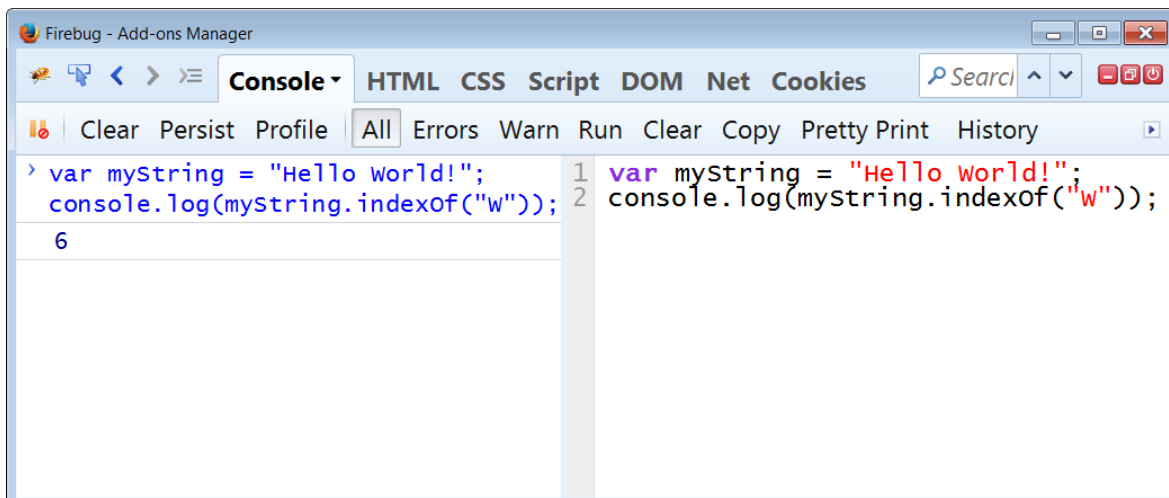 Firebug - Add-ons Manager
Console HTML CSS Script DOM Net Cookies Searcl
Clear Persist Profile All Errors Warn Run Clear Copy Pretty Print History
var myString = "Hello World!";
console.log(myString.indexOf("W"));
6
1 var myString = "Hello World!";
2 console.log(myString.indexOf("W"));